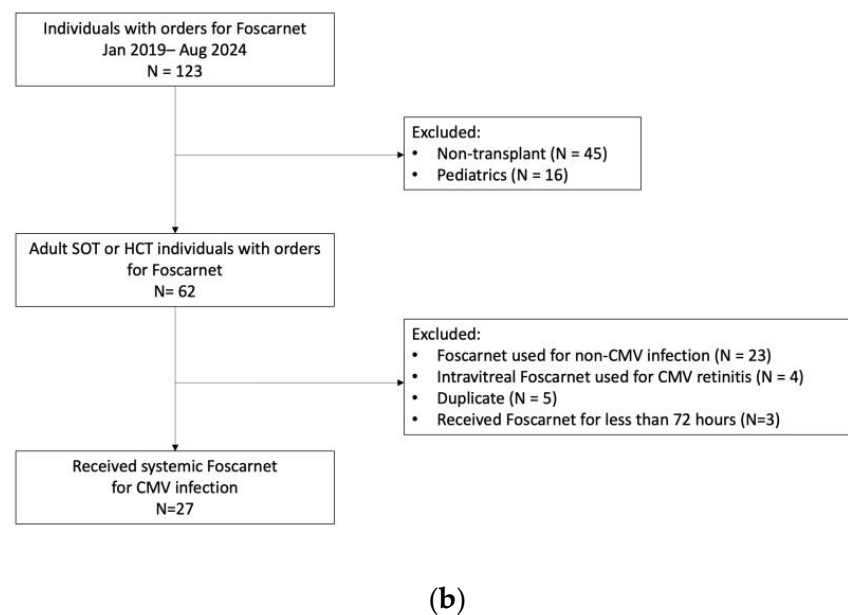 Individuals with orders for Foscarnet
Jan 2019– Aug 2024
N = 123
Excluded:
• Non-transplant (N = 45)
• Pediatrics (N = 16)
Adult SOT or HCT individuals with orders
for Foscarnet
N= 62
Excluded:
• Foscarnet used for non-CMV infection (N = 23)
• Intravitreal Foscarnet used for CMV retinitis (N = 4)
• Duplicate (N = 5)
• Received Foscarnet for less than 72 hours (N=3)
Received systemic Foscarnet
for CMV infection
N=27
(b)